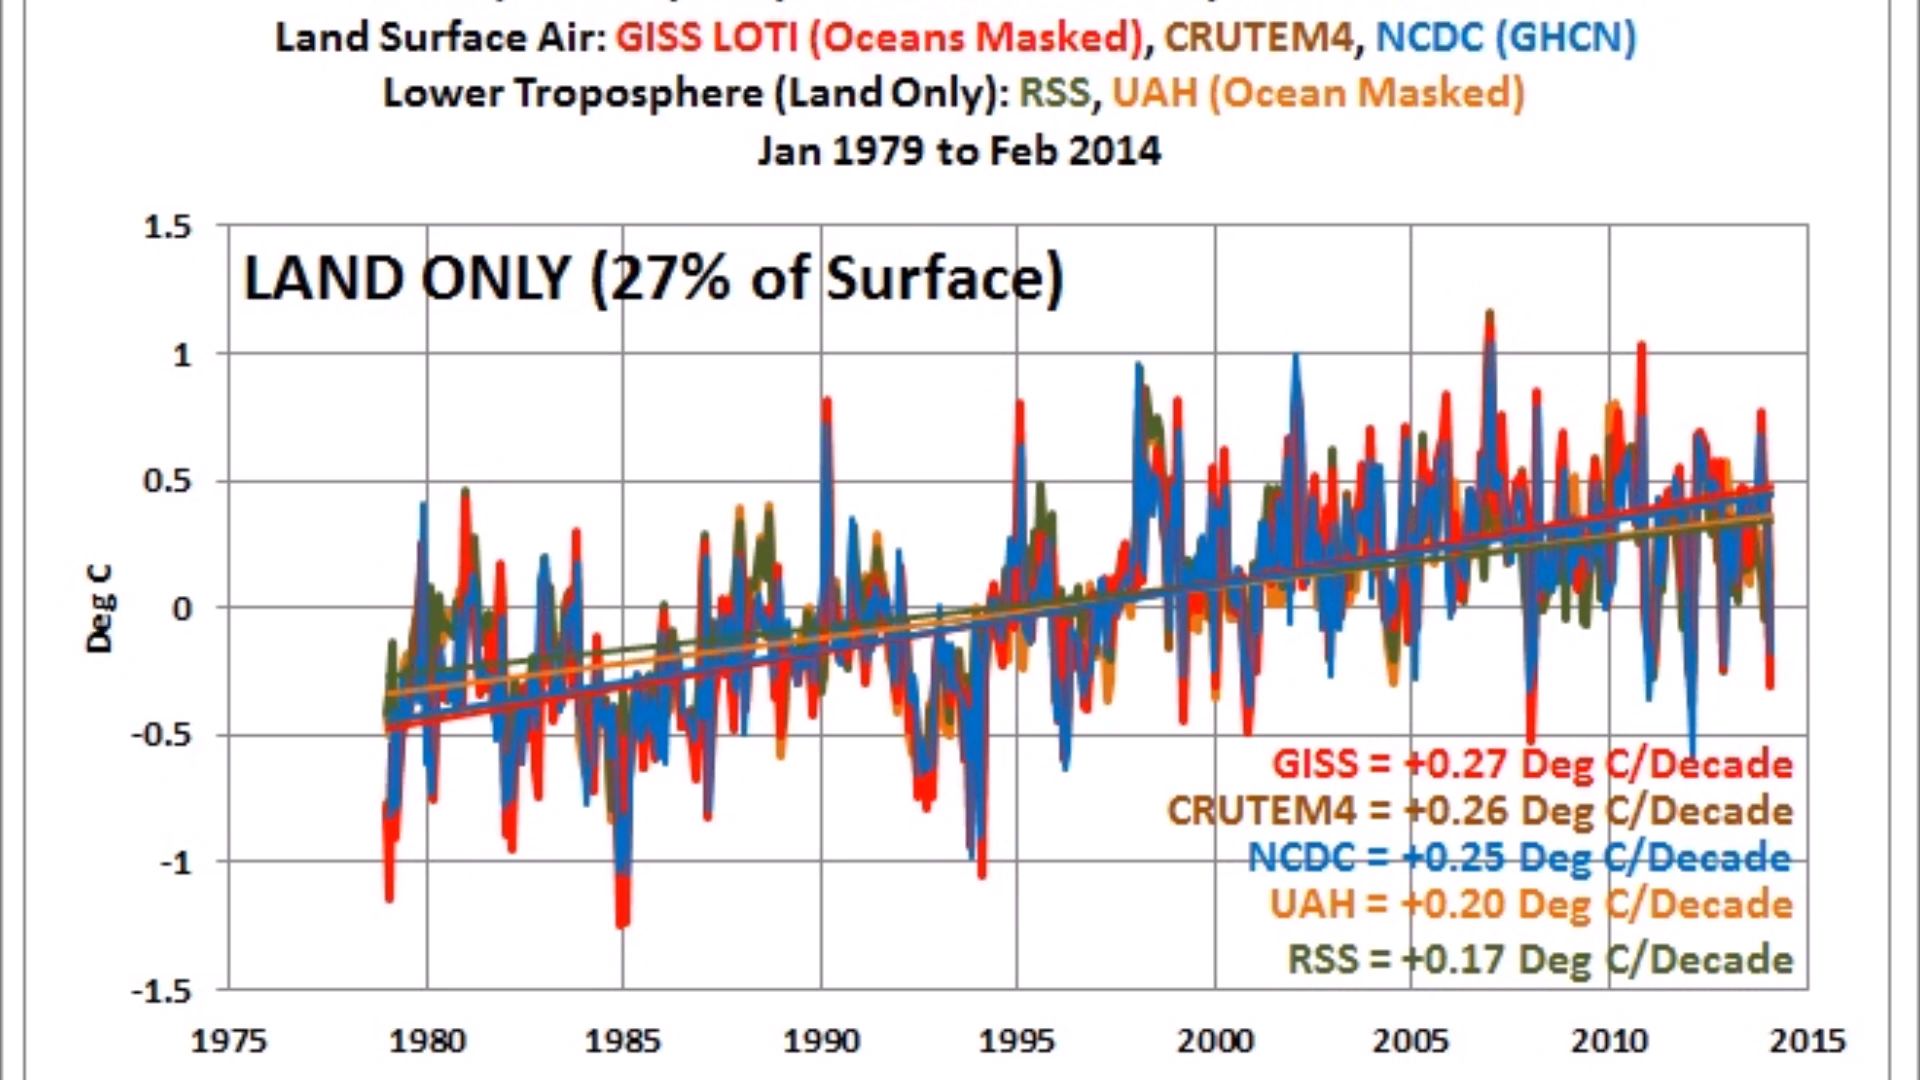 Land Surface Air: GISS LOTI (Oceans Masked), CRUTEM4, NCDC (GHCN)
Lower Troposphere (Land Only): RSS, UAH (Ocean Masked)
Jan 1979 to Feb 2014
1.5
LAND ONLY (27% of Surface)
1
0.5
0
Deg C
-0.5
GISS = +0.27 Deg C/Decade
CRUTEM4 = +0.26 Deg C/Decade
NCDC = +0.25 Deg C/Decade
-1
UAH = +0.20 Deg C/Decade
RSS = +0.17 Deg C/Decade
-1.5
1975 1980 1985 1990 1995 2000 2005 2010 2015